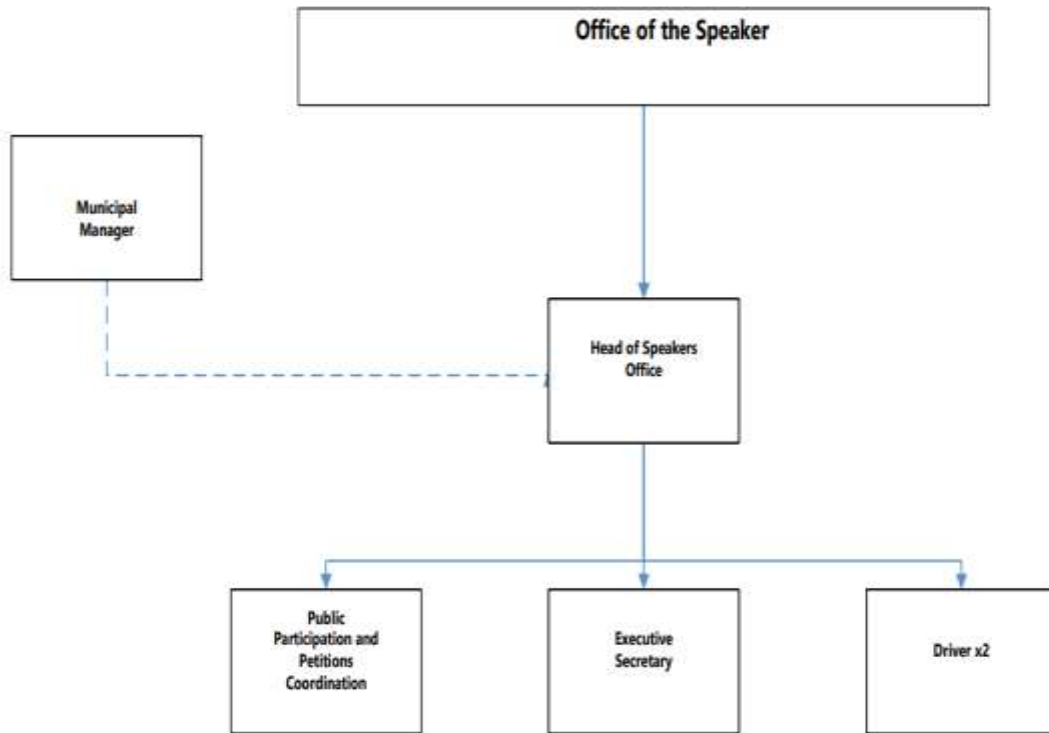 Office of the Speaker
Municipal
Manager
Head of Speakers
Office
Public
Participation and
Petitions
Coordination
Executive
Secretary
Driver x2